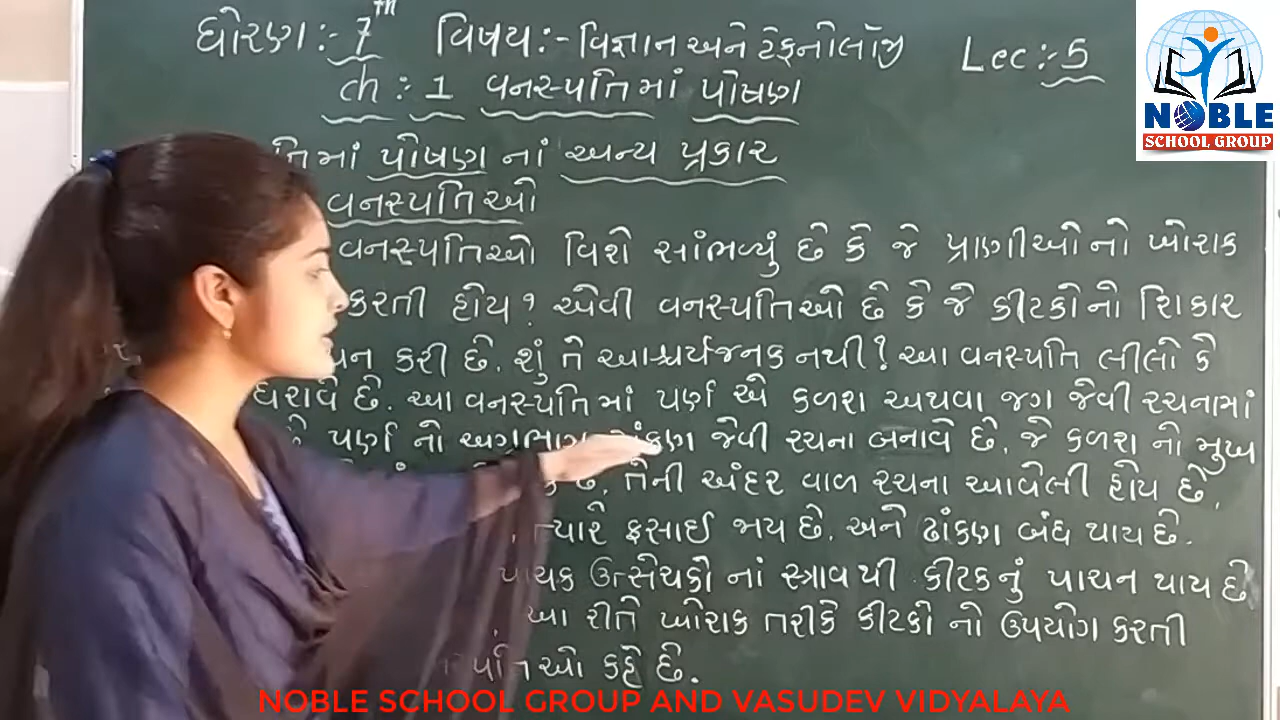 ધોરણ :- 7th વિષય :- વિજ્ઞાન અને ટેકનોલૉજી Lec :- 5
ch : 1 વનસ્પતિમાં પોષણ
NOBLE
SCHOOL GROUP
તિમાં પોષણ નાં અન્ય પ્રકાર
વનસ્પતિઓ
વનસ્પતિઓ વિશે સાંભળ્યું છે કે જે પ્રાણીઓનો ખોરાક
કરતી હોય? એવી વનસ્પતિઓ છે કે જે કીટકોનો શિકાર
કરી છે. શું તે આશ્ચર્યજનક નથી? આ વનસ્પતિ લીલો કે
ધરાવે છે. આ વનસ્પતિમાં પર્ણ એ કળશ અથવા જગ જેવી રચનામાં
પર્ણ નો અગ્રભાગ જેવી રચના બનાવે છે. જે કળશ નો મુખ
છે. તેની અંદર વાળ રચના આવેલી હોય છે.
ત્યારે ફસાઈ જાય છે. અને ઢાંકણ બંધ થાય છે.
પાચક ઉત્સેચકો નાં સ્ત્રાવથી કીટકનું પાચન થાય છે
આ રીતે ખોરાક તરીકે કીટકો નો ઉપયોગ કરતી
પતિઓ કહે છે.
NOBLE SCHOOL GROUP AND VASUDEV VIDYALAYA